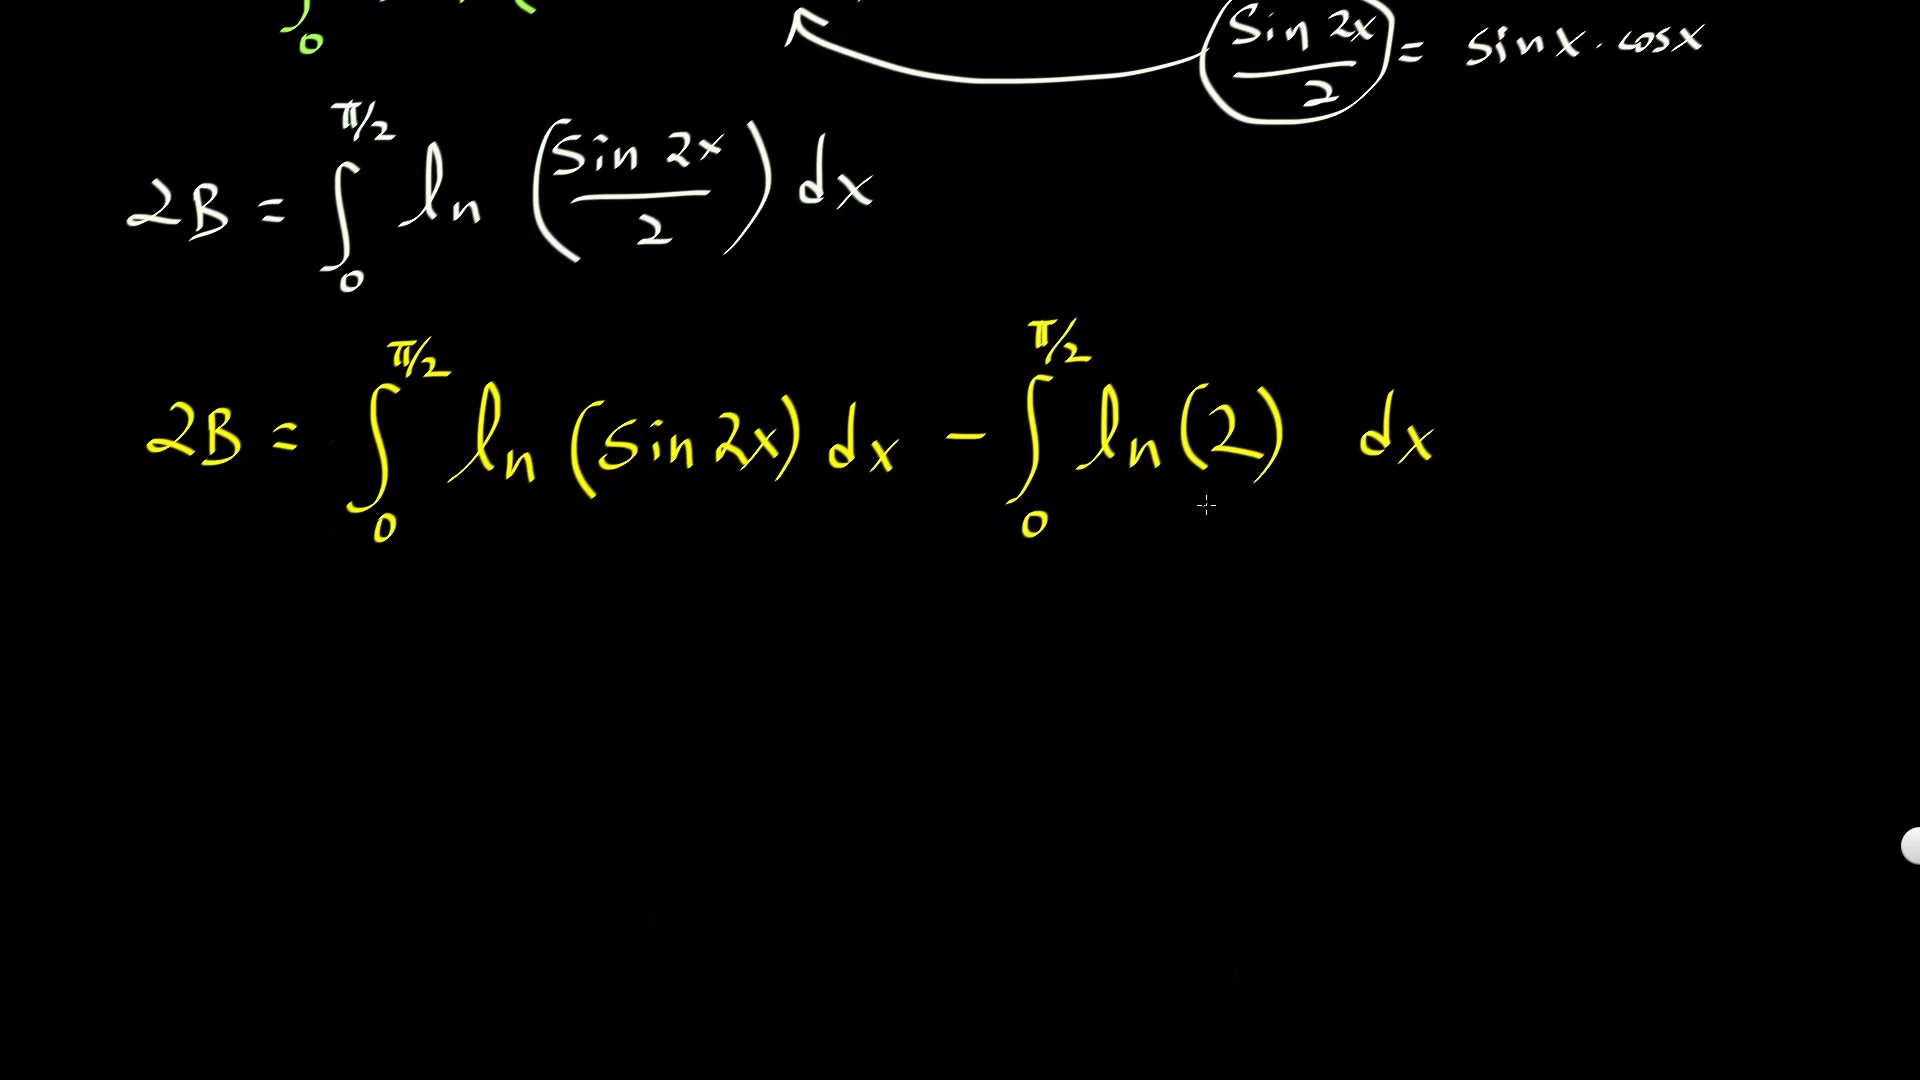 0
sin 2x / 2 = sin x · cos x
2B = ∫₀^π/2 ln (sin 2x / 2) dx
2B = ∫₀^π/2 ln (sin 2x) dx − ∫₀^π/2 ln (2) dx